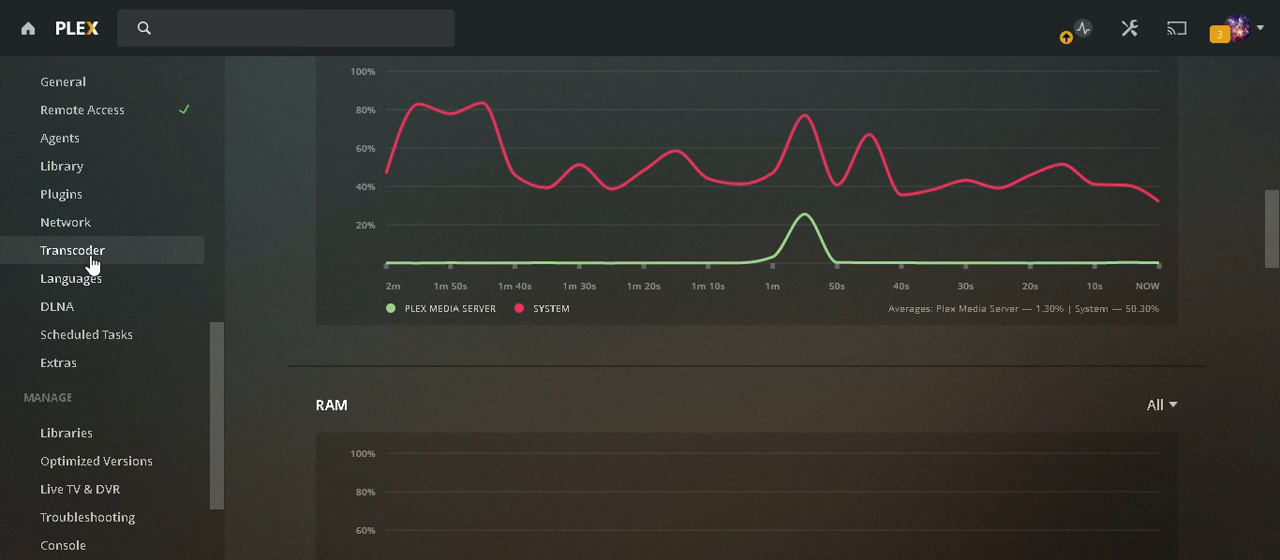 PLEX
3
General
Remote Access
Agents
Library
Plugins
Network
Transcoder
Languages
DLNA
Scheduled Tasks
Extras
MANAGE
Libraries
Optimized Versions
Live TV & DVR
Troubleshooting
Console
100%
80%
60%
40%
20%
2m 1m 50s 1m 40s 1m 30s 1m 20s 1m 10s 1m 50s 40s 30s 20s 10s NOW
PLEX MEDIA SERVER SYSTEM Averages: Plex Media Server — 1.30% | System — 50.30%
RAM All
100%
80%
60%